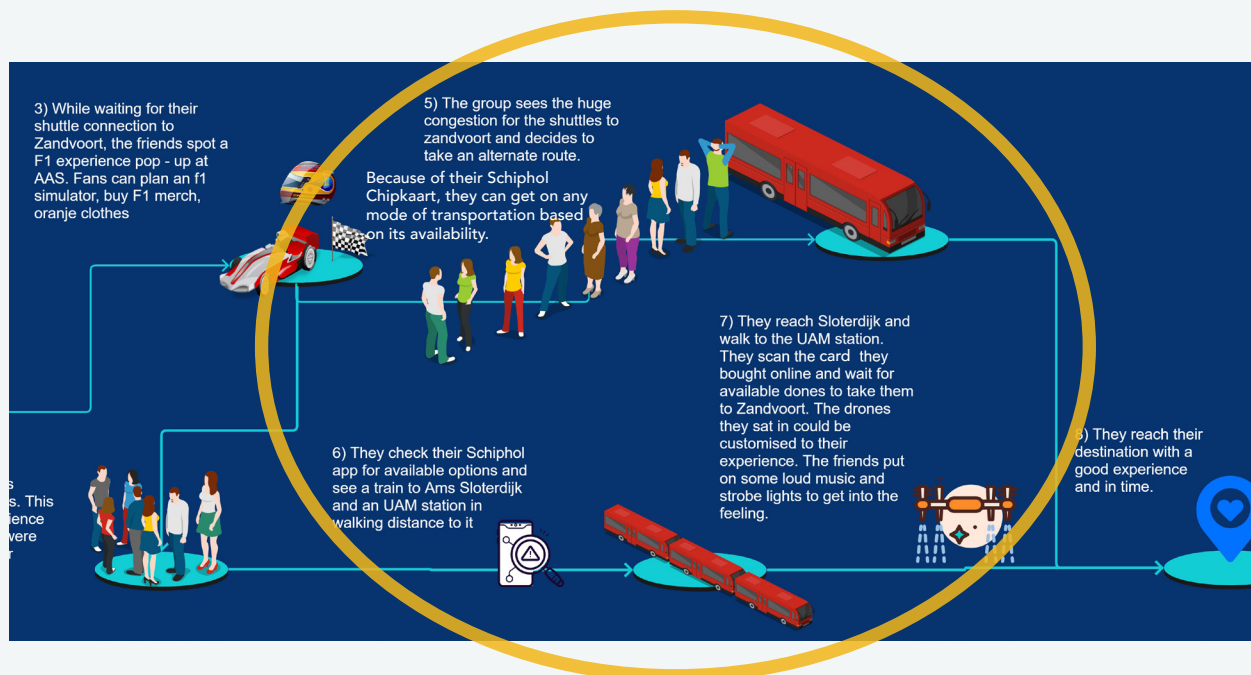 3) While waiting for their
shuttle connection to
Zandvoort, the friends spot a
F1 experience pop - up at
AAS. Fans can plan an f1
simulator, buy F1 merch,
oranje clothes
5) The group sees the huge
congestion for the shuttles to
zandvoort and decides to
take an alternate route.
Because of their Schiphol
Chipkaart, they can get on any
mode of transportation based
on its availability.
s
s. This
ience
were
r
6) They check their Schiphol
app for available options and
see a train to Ams Sloterdijk
and an UAM station in
walking distance to it
7) They reach Sloterdijk and
walk to the UAM station.
They scan the card they
bought online and wait for
available dones to take them
to Zandvoort. The drones
they sat in could be
customised to their
experience. The friends put
on some loud music and
strobe lights to get into the
feeling.
8) They reach their
destination with a
good experience
and in time.